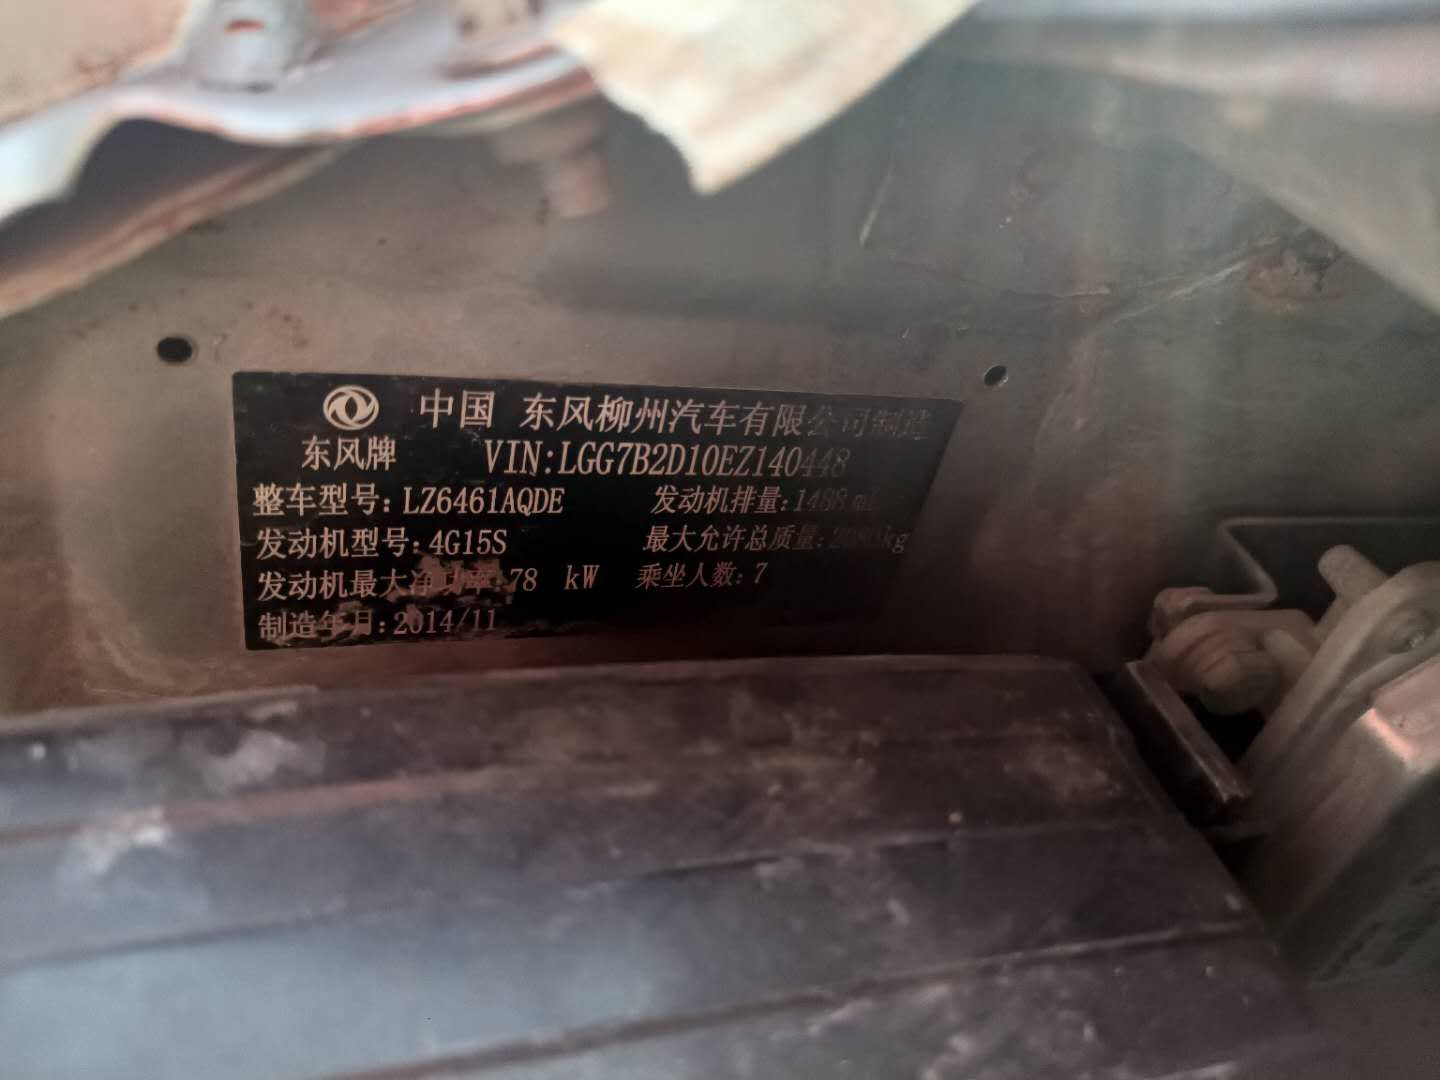 中国 东风柳州汽车有限公司制造
东风牌 VIN:LGG7B2D10EZ140448
整车型号:LZ6461AQDE 发动机排量:1488 mL
发动机型号:4G15S 最大允许总质量: kg
发动机最大净功率:78 kW 乘坐人数:7
制造年月:2014/11